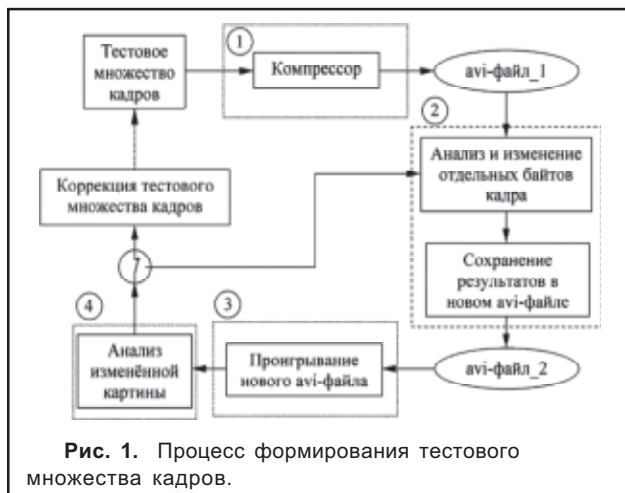 Тестовое
множество
кадров
1
Компрессор
avi-файл_1
2
Анализ и изменение
отдельных байтов
кадра
Коррекция тестового
множества кадров
Сохранение
результатов в
новом avi-файле
4
3
Анализ
изменённой
картины
Проигрывание
нового avi-файла
avi-файл_2
Рис. 1. Процесс формирования тестового
множества кадров.